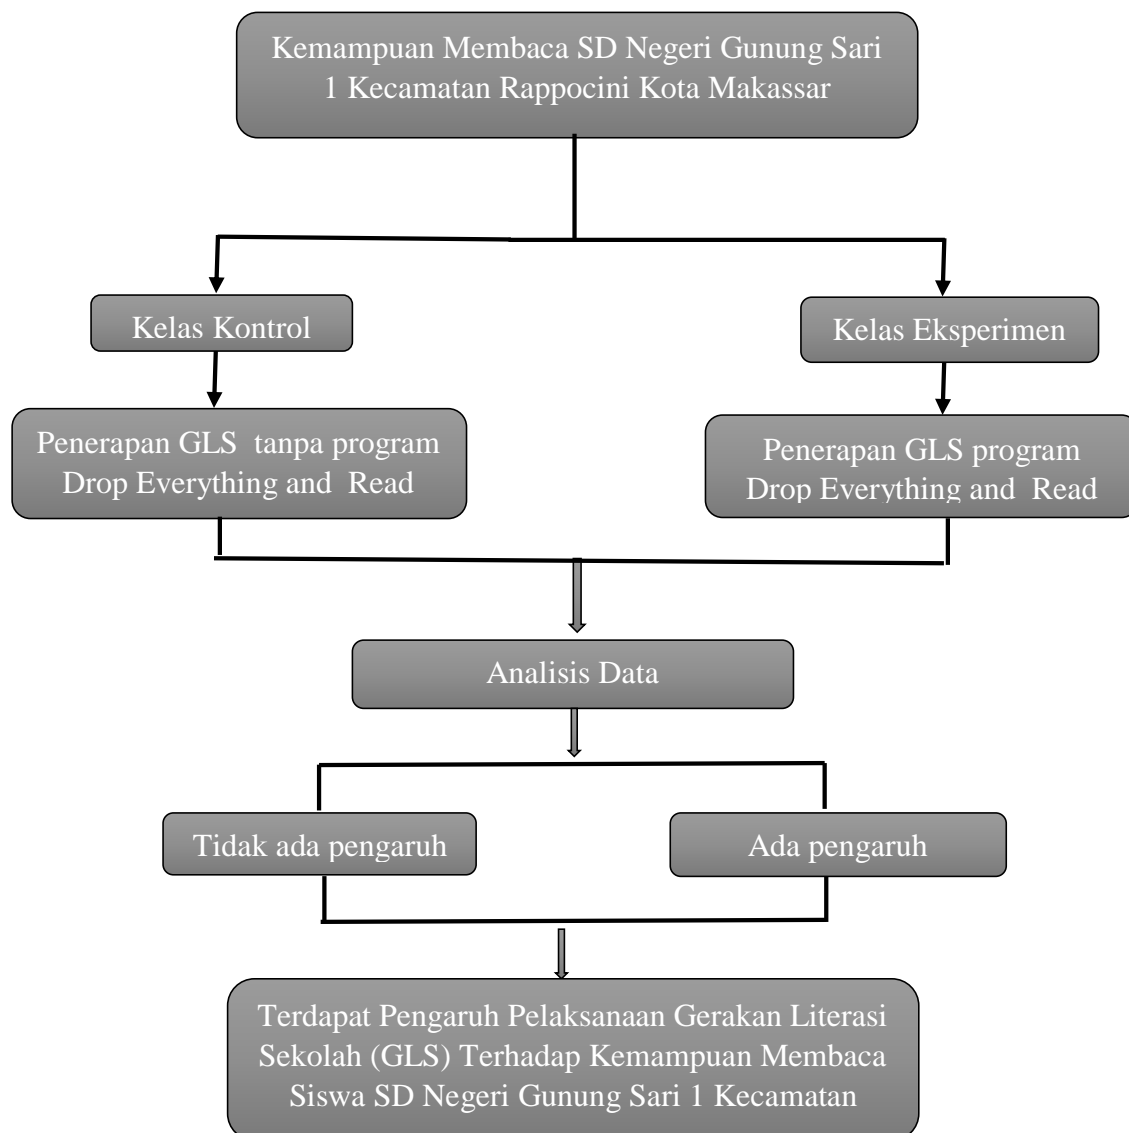 Kemampuan Membaca SD Negeri Gunung Sari
1 Kecamatan Rappocini Kota Makassar
Kelas Kontrol
Kelas Eksperimen
Penerapan GLS tanpa program
Drop Everything and Read
Penerapan GLS program
Drop Everything and Read
Analisis Data
Tidak ada pengaruh
Ada pengaruh
Terdapat Pengaruh Pelaksanaan Gerakan Literasi
Sekolah (GLS) Terhadap Kemampuan Membaca
Siswa SD Negeri Gunung Sari 1 Kecamatan